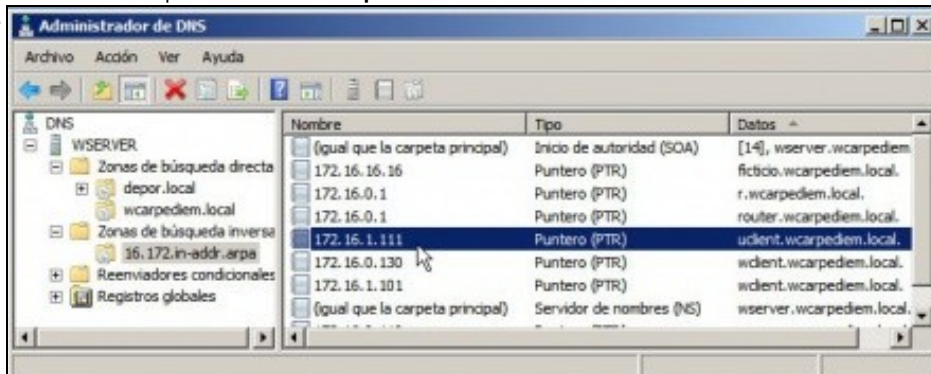 Administrador de DNS
Archivo Acción Ver Ayuda
DNS
WSERVER
Zonas de búsqueda directa
depor.local
wcarpediem.local
Zonas de búsqueda inversa
16.172.in-addr.arpa
Reenviadores condicionales
Registros globales
Nombre Tipo Datos
(igual que la carpeta principal) Inicio de autoridad (SOA) [14], wserver.wcarpediem
172.16.16.16 Puntero (PTR) ficticio.wcarpediem.local.
172.16.0.1 Puntero (PTR) r.wcarpediem.local.
172.16.0.1 Puntero (PTR) router.wcarpediem.local.
172.16.1.111 Puntero (PTR) uclient.wcarpediem.local.
172.16.0.130 Puntero (PTR) wclient.wcarpediem.local.
172.16.1.101 Puntero (PTR) wclient.wcarpediem.local.
(igual que la carpeta principal) Servidor de nombres (NS) wserver.wcarpediem.local.